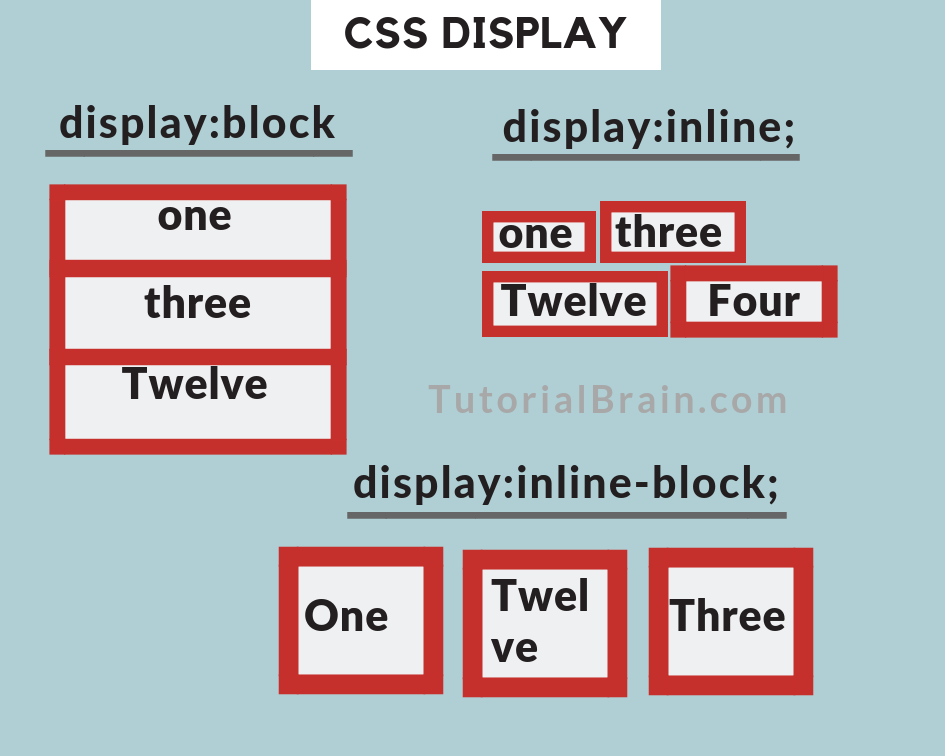 CSS DISPLAY
display:block
one
three
Twelve
display:inline;
one three
Twelve Four
TutorialBrain.com
display:inline-block;
One
Twel
ve
Three